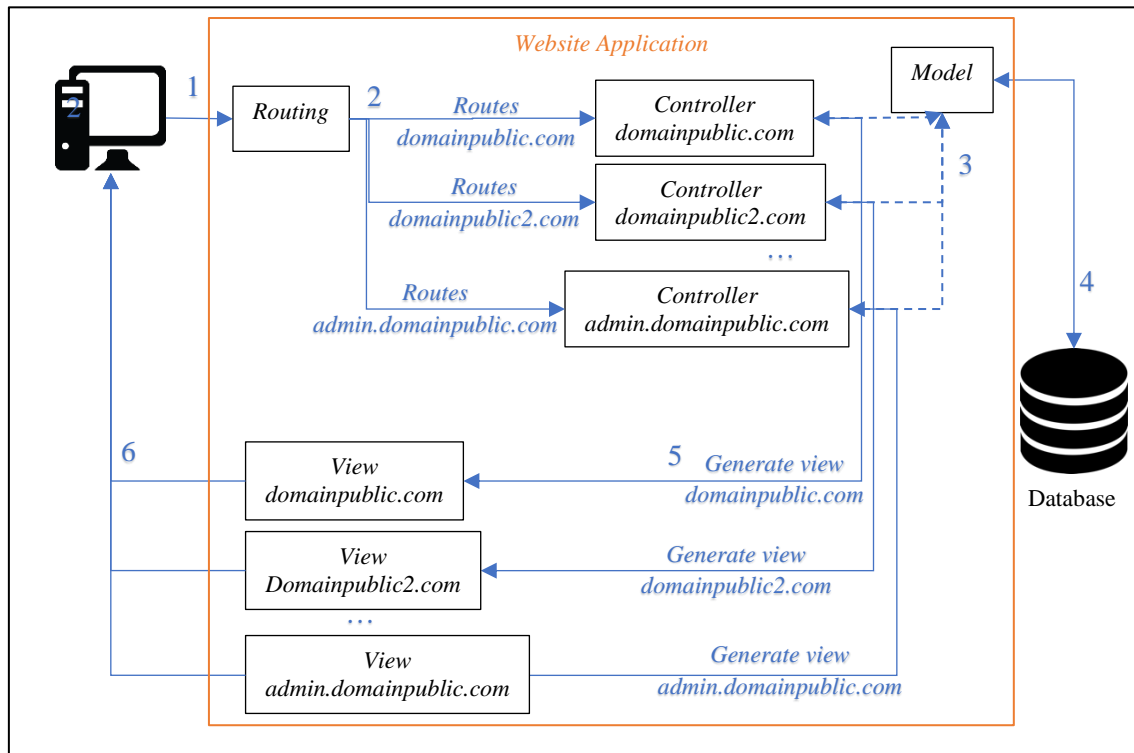 Website Application
1
2
Routing
2
Routes
domainpublic.com
Controller
domainpublic.com
Model
Routes
domainpublic2.com
Controller
domainpublic2.com
3
...
Routes
admin.domainpublic.com
Controller
admin.domainpublic.com
4
Database
6
View
domainpublic.com
5
Generate view
domainpublic.com
View
Domainpublic2.com
Generate view
domainpublic2.com
...
View
admin.domainpublic.com
Generate view
admin.domainpublic.com